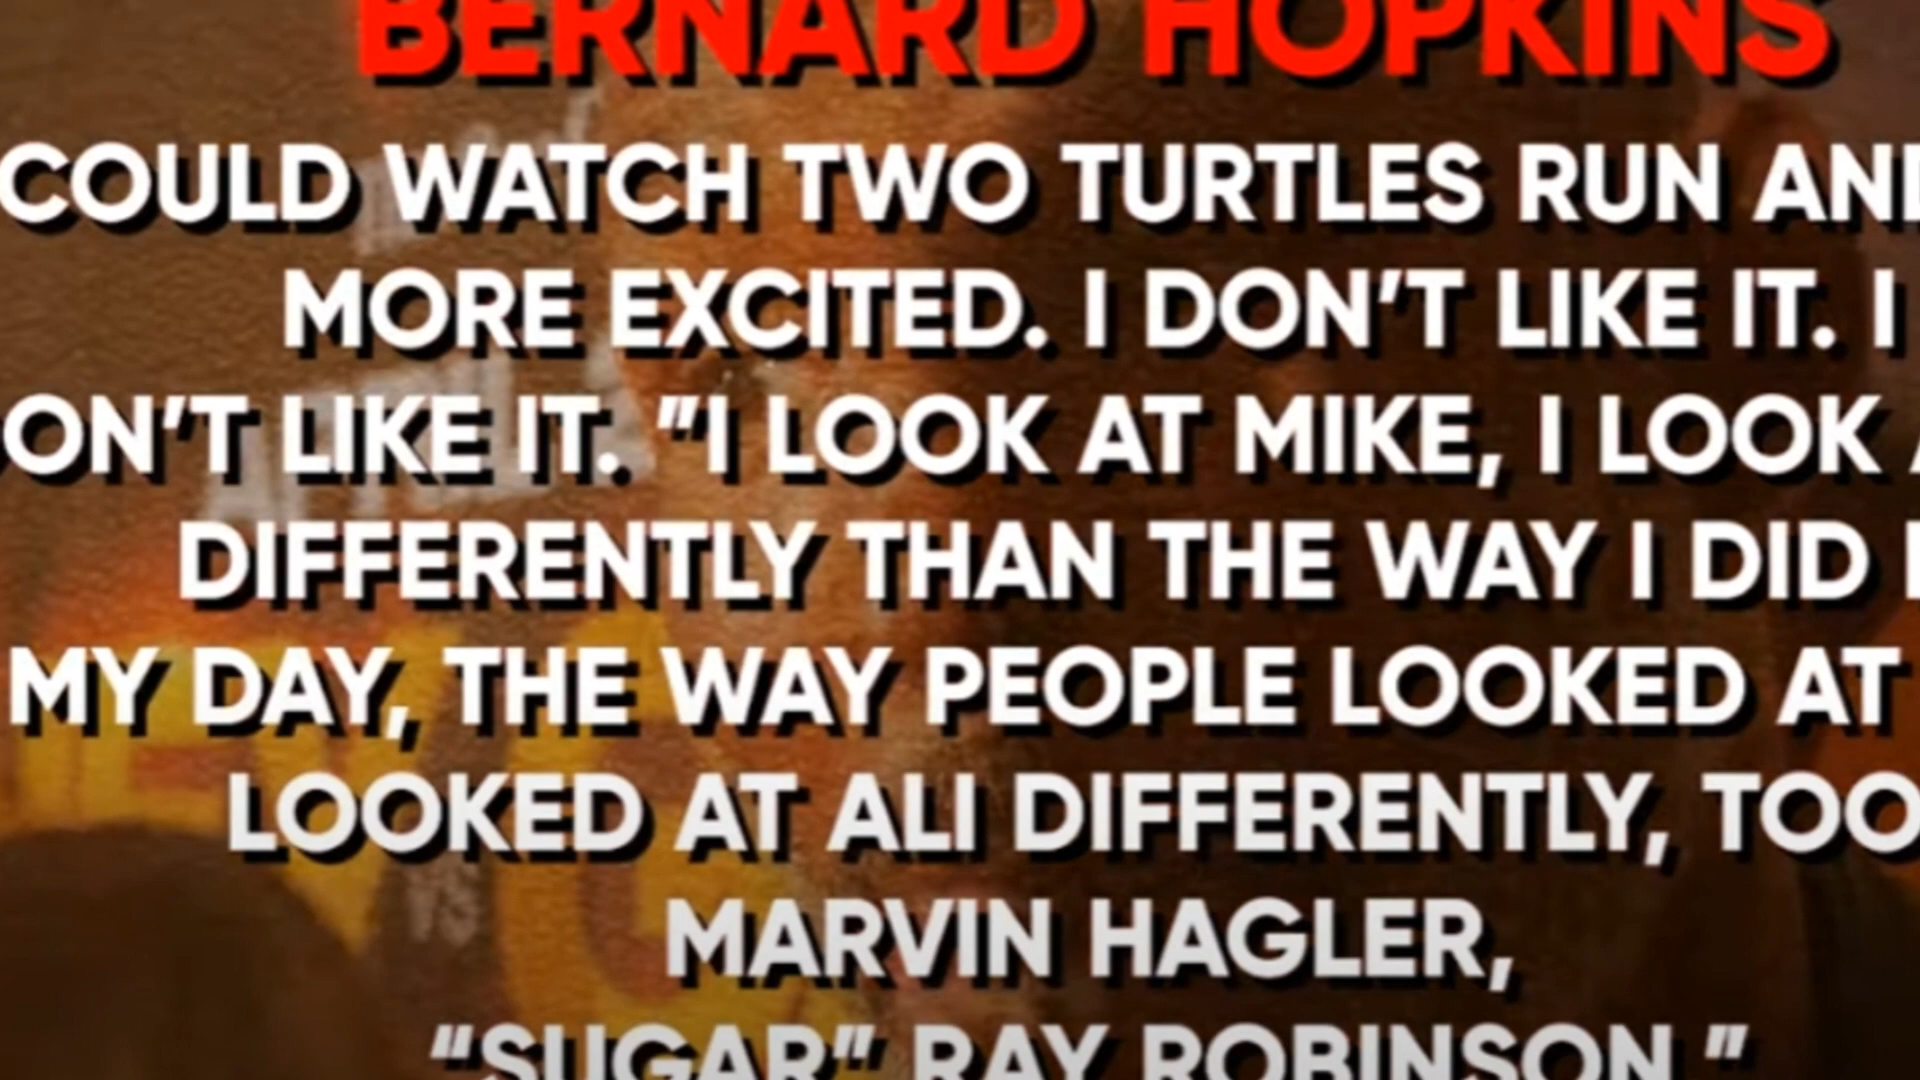 BERNARD HOPKINS
COULD WATCH TWO TURTLES RUN AND
MORE EXCITED. I DON’T LIKE IT. I
ON’T LIKE IT. "I LOOK AT MIKE, I LOOK
DIFFERENTLY THAN THE WAY I DID
MY DAY, THE WAY PEOPLE LOOKED AT
LOOKED AT ALI DIFFERENTLY, TOO
MARVIN HAGLER,
“SUGAR” RAY ROBINSON ”